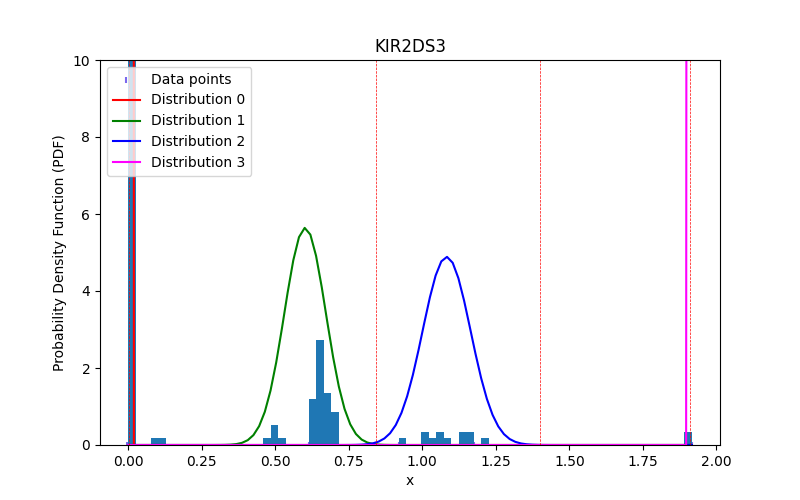 KIR2DS3
Probability Density Function (PDF)
10
8
6
4
2
0
Data points
Distribution 0
Distribution 1
Distribution 2
Distribution 3
0.00 0.25 0.50 0.75 1.00 1.25 1.50 1.75 2.00
x